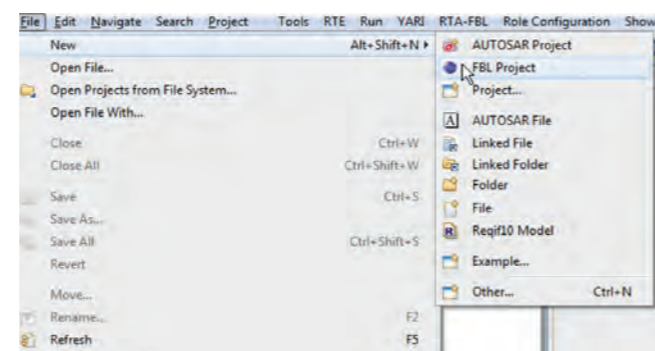 File Edit Navigate Search Project Tools RTE Run YARI RTA-FBL Role Configuration Show
New Alt+Shift+N
Open File...
Open Projects from File System...
Open File With...
Close Ctrl+W
Close All Ctrl+Shift+W
Save Ctrl+S
Save As...
Save All Ctrl+Shift+S
Revert
Move...
Rename... F2
Refresh F5
AUTOSAR Project
FBL Project
Project...
AUTOSAR File
Linked File
Linked Folder
Folder
File
Reqif10 Model
Example...
Other... Ctrl+N